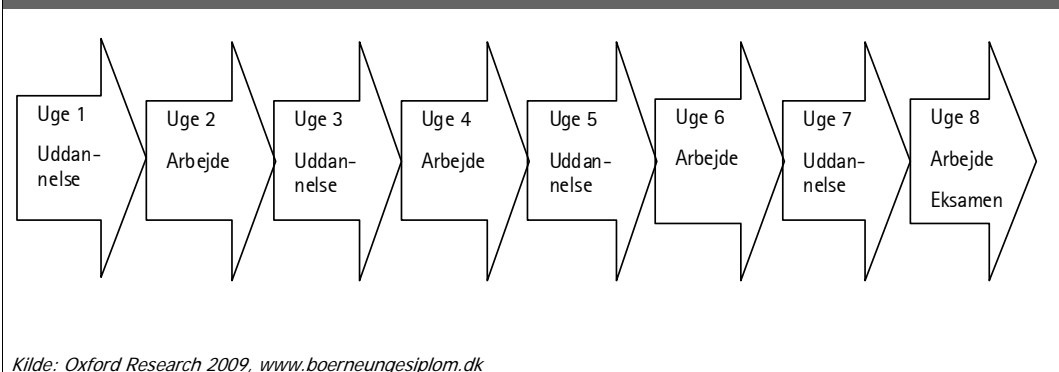 Uge 1
Uddan-
nelse
Uge 2
Arbejde
Uge 3
Uddan-
nelse
Uge 4
Arbejde
Uge 5
Uddan-
nelse
Uge 6
Arbejde
Uge 7
Uddan-
nelse
Uge 8
Arbejde
Eksamen
Kilde: Oxford Research 2009, www.boerneungesiplom.dk